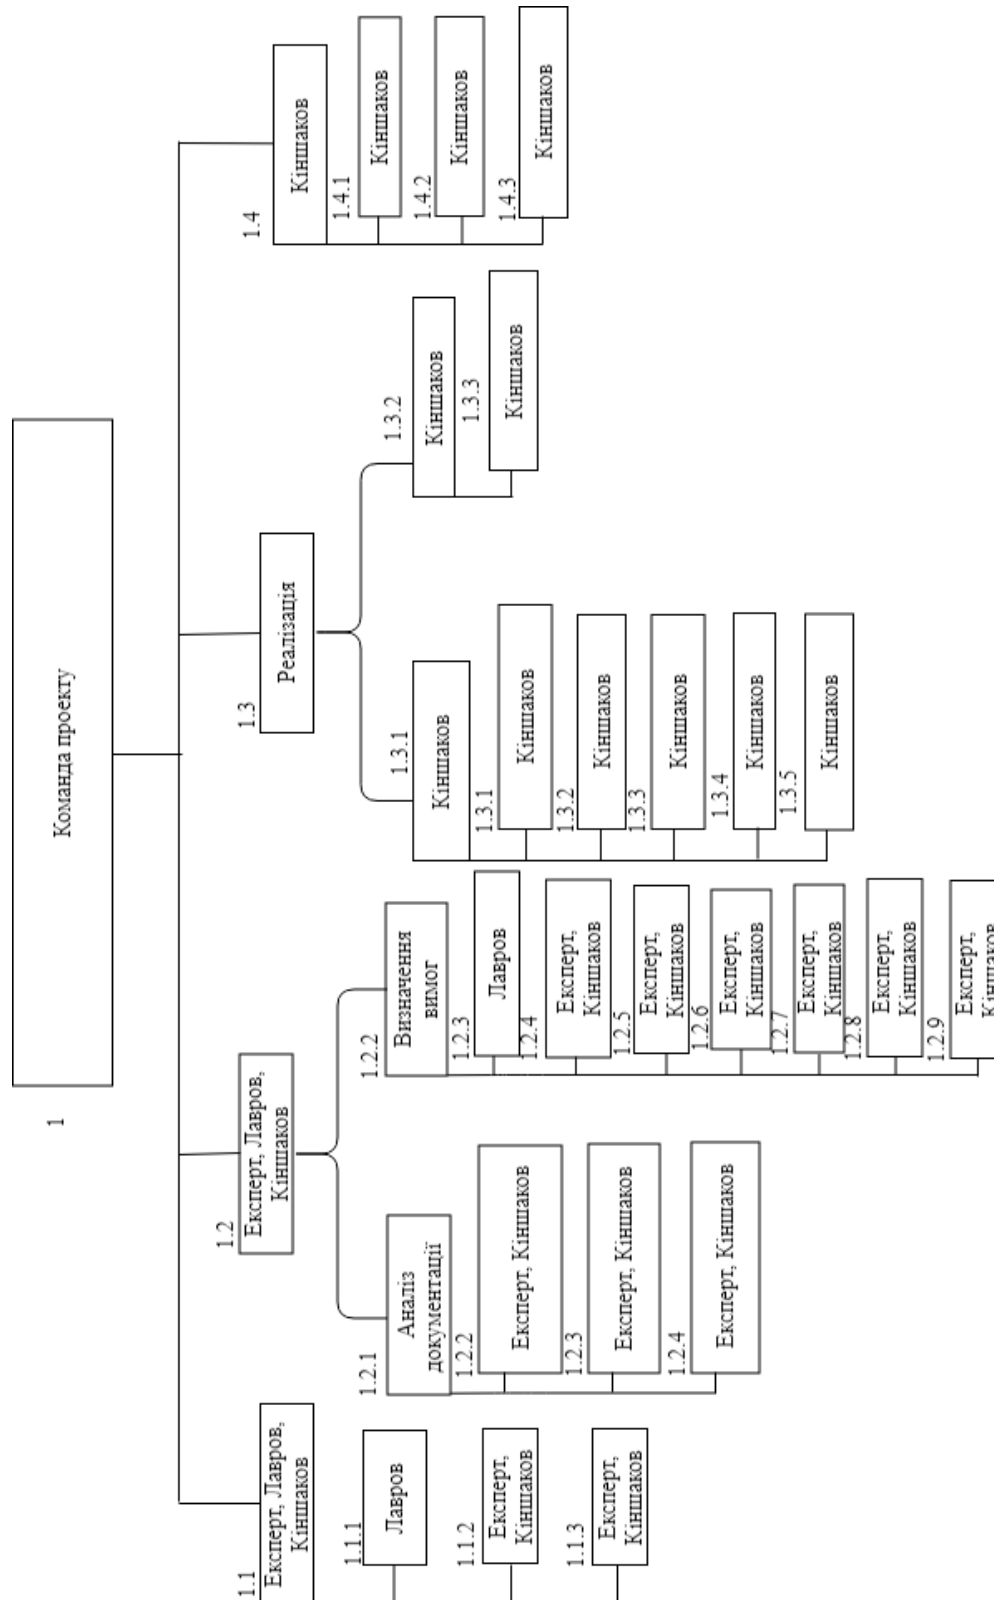 1
Команда проекту
1.1
Експерт, Лавров,
Кіншаков
1.1.1
Лавров
1.1.2
Експерт,
Кіншаков
1.1.3
Експерт,
Кіншаков
1.2
Експерт, Лавров,
Кіншаков
1.2.1
Аналіз
документації
1.2.2
Експерт, Кіншаков
1.2.3
Експерт, Кіншаков
1.2.4
Експерт, Кіншаков
1.2.2
Визначення
вимог
1.2.3
Лавров
1.2.4
Експерт,
Кіншаков
1.2.5
Експерт,
Кіншаков
1.2.6
Експерт,
Кіншаков
1.2.7
Експерт,
Кіншаков
1.2.8
Експерт,
Кіншаков
1.2.9
Експерт,
Кіншаков
1.3
Реалізація
1.3.1
Кіншаков
1.3.1
Кіншаков
1.3.2
Кіншаков
1.3.3
Кіншаков
1.3.4
Кіншаков
1.3.5
Кіншаков
1.3.2
Кіншаков
1.3.3
Кіншаков
1.4
Кіншаков
1.4.1
Кіншаков
1.4.2
Кіншаков
1.4.3
Кіншаков